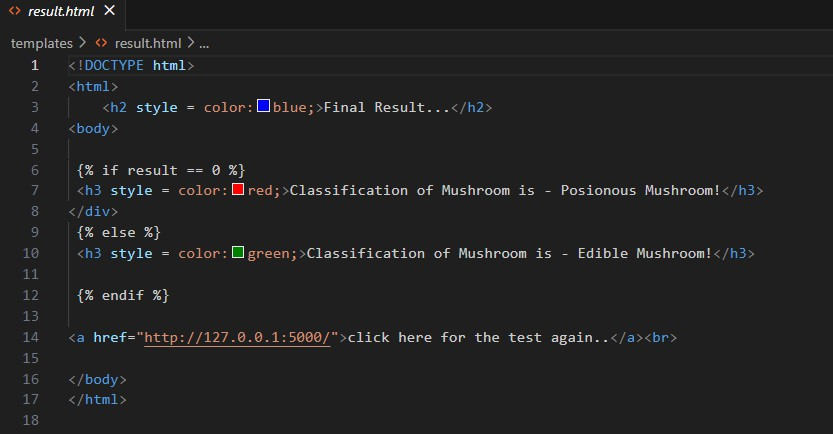 result.html
templates > result.html > ...
1 <!DOCTYPE html>
2 <html>
3     <h2 style = color:blue;>Final Result...</h2>
4 <body>
5
6  {% if result == 0 %}
7  <h3 style = color:red;>Classification of Mushroom is - Posionous Mushroom!</h3>
8 </div>
9  {% else %}
10  <h3 style = color:green;>Classification of Mushroom is - Edible Mushroom!</h3>
11
12  {% endif %}
13
14 <a href="http://127.0.0.1:5000/">click here for the test again..</a><br>
15
16 </body>
17 </html>
18